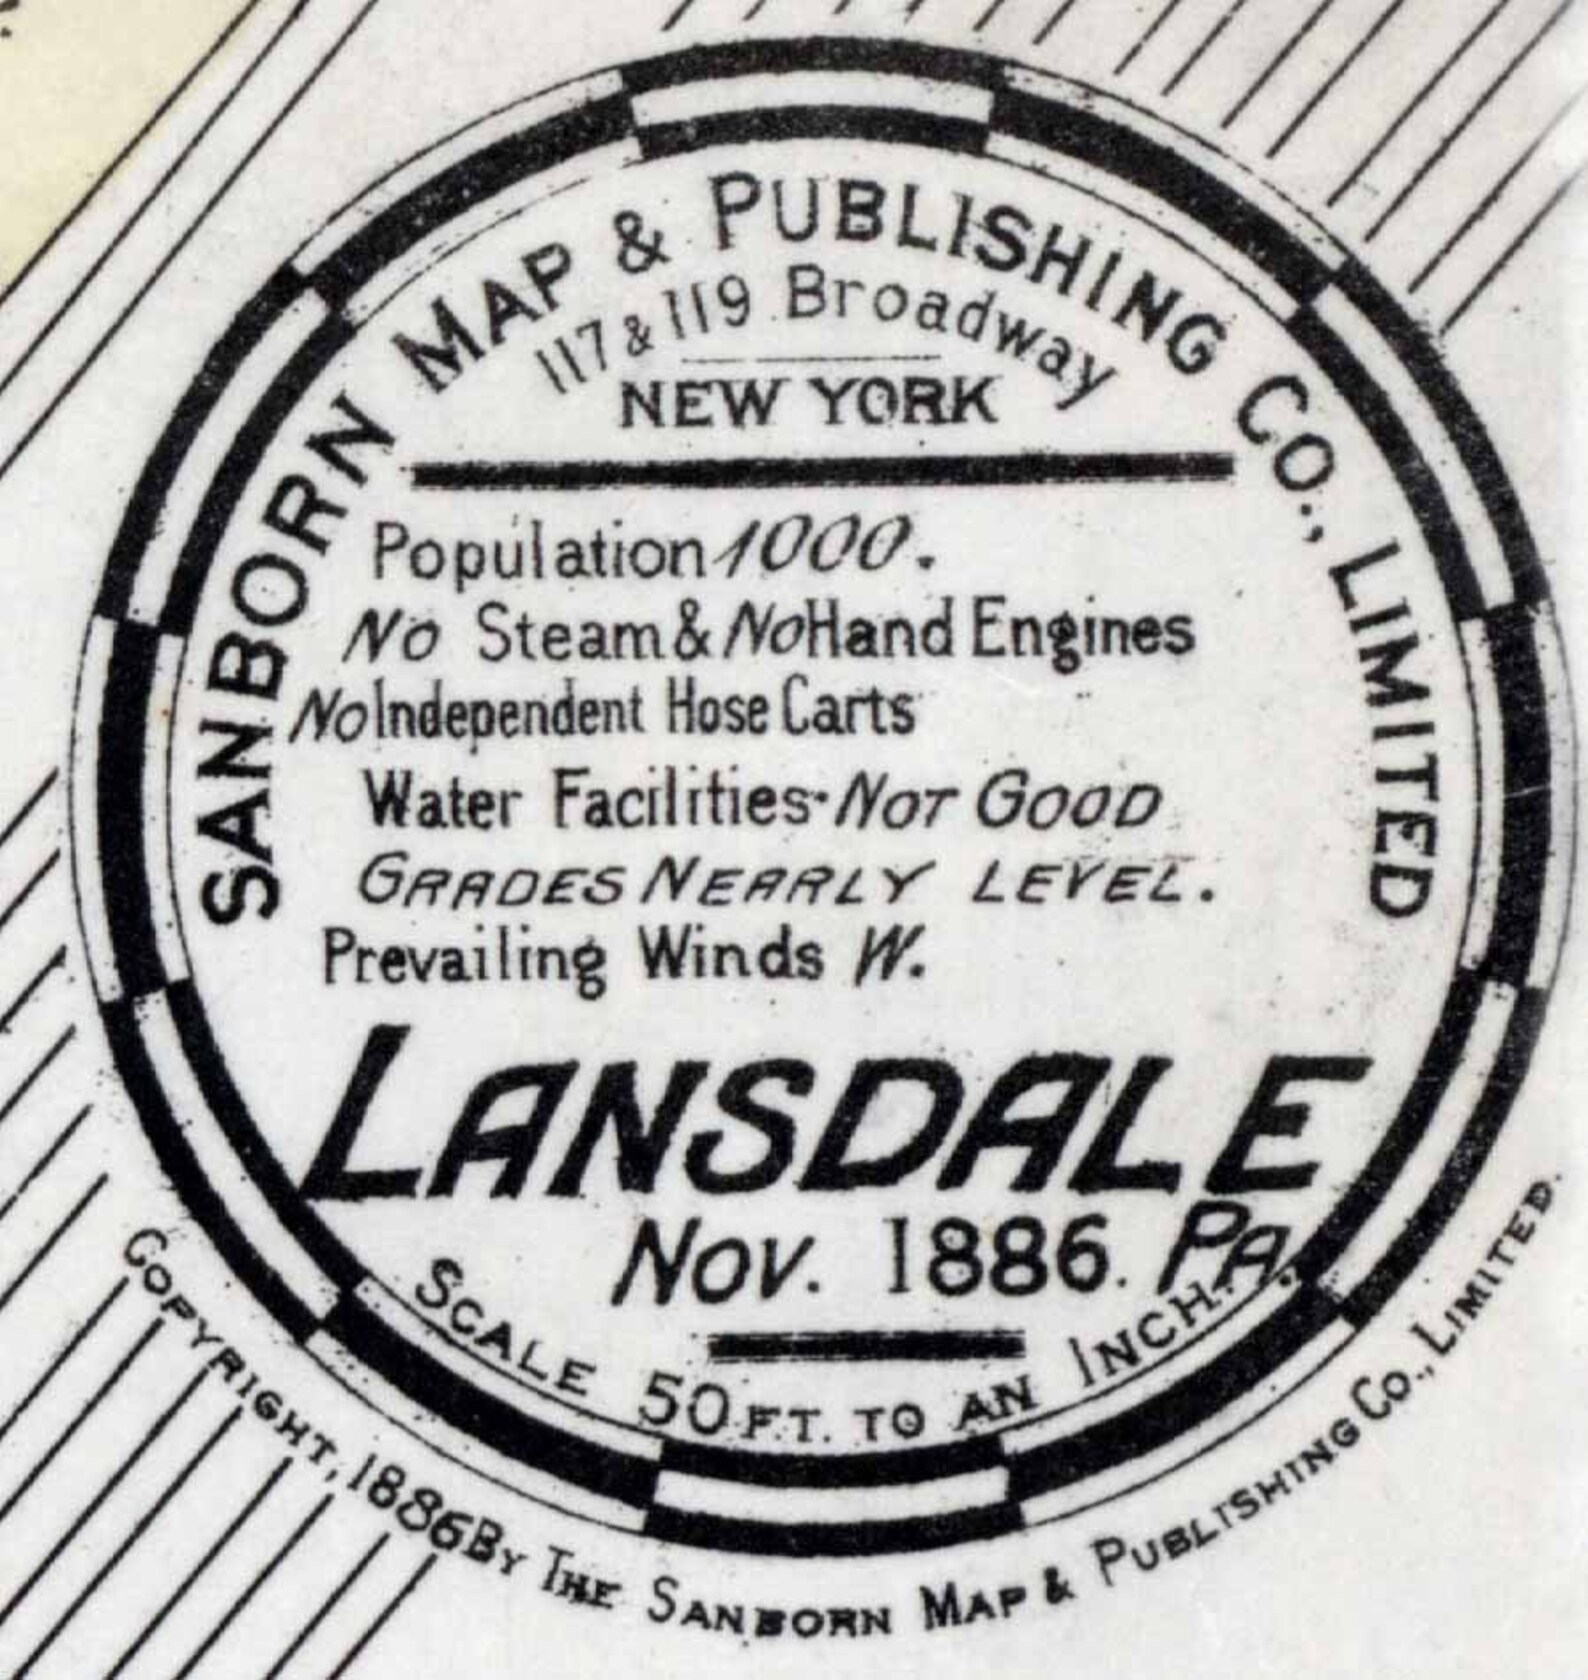 SANBORN MAP & PUBLISHING CO., LIMITED
117 & 119 Broadway
NEW YORK
Population 1000.
No Steam & No Hand Engines
No Independent Hose Carts
Water Facilities - NOT GOOD
GRADES NEARLY LEVEL.
Prevailing Winds W.
LANSDALE
NOV. 1886. PA.
SCALE 50 FT. TO AN INCH.
COPYRIGHT, 1886 BY THE SANBORN MAP & PUBLISHING CO., LIMITED.